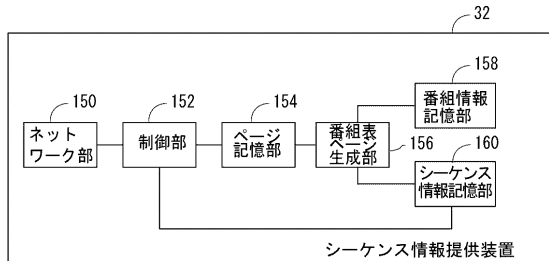 32
158
150
152
154
番組情報
記憶部
ネット
ワーク部
制御部
ページ
記憶部
番組表
ページ
生成部
156
160
シーケンス
情報記憶部
シーケンス情報提供装置